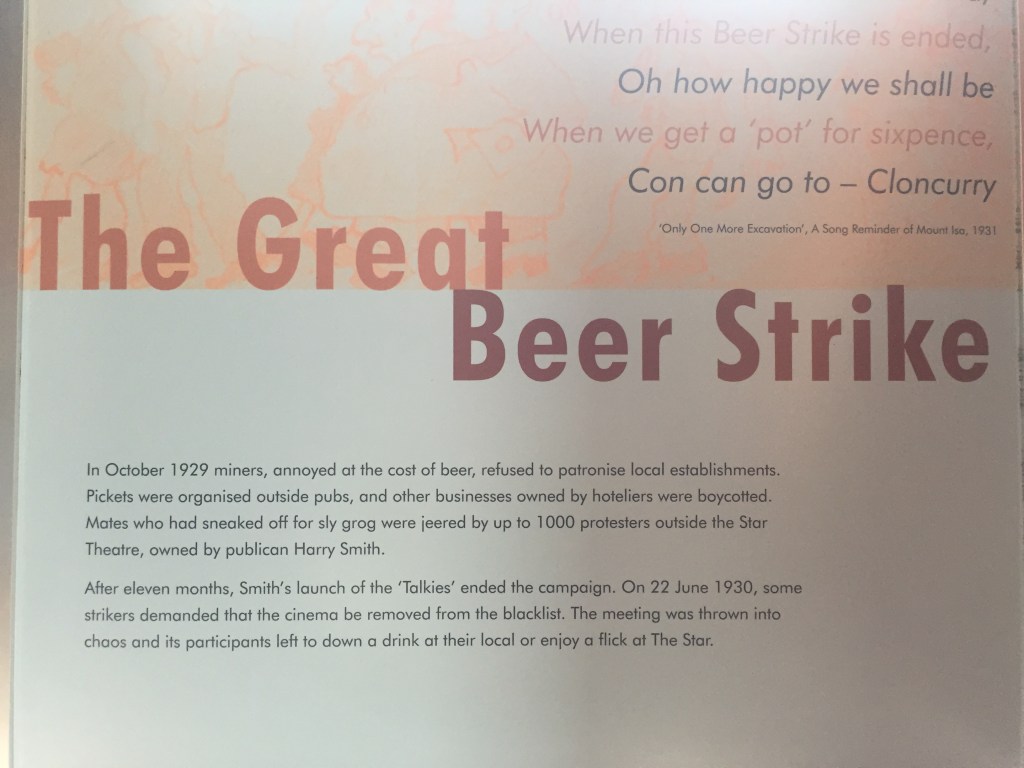 When this Beer Strike is ended,
Oh how happy we shall be
When we get a 'pot' for sixpence,
Con can go to – Cloncurry
'Only One More Excavation', A Song Reminder of Mount Isa, 1931
The Great
Beer Strike
In October 1929 miners, annoyed at the cost of beer, refused to patronise local establishments.
Pickets were organised outside pubs, and other businesses owned by hoteliers were boycotted.
Mates who had sneaked off for sly grog were jeered by up to 1000 protesters outside the Star
Theatre, owned by publican Harry Smith.
After eleven months, Smith's launch of the 'Talkies' ended the campaign. On 22 June 1930, some
strikers demanded that the cinema be removed from the blacklist. The meeting was thrown into
chaos and its participants left to down a drink at their local or enjoy a flick at The Star.